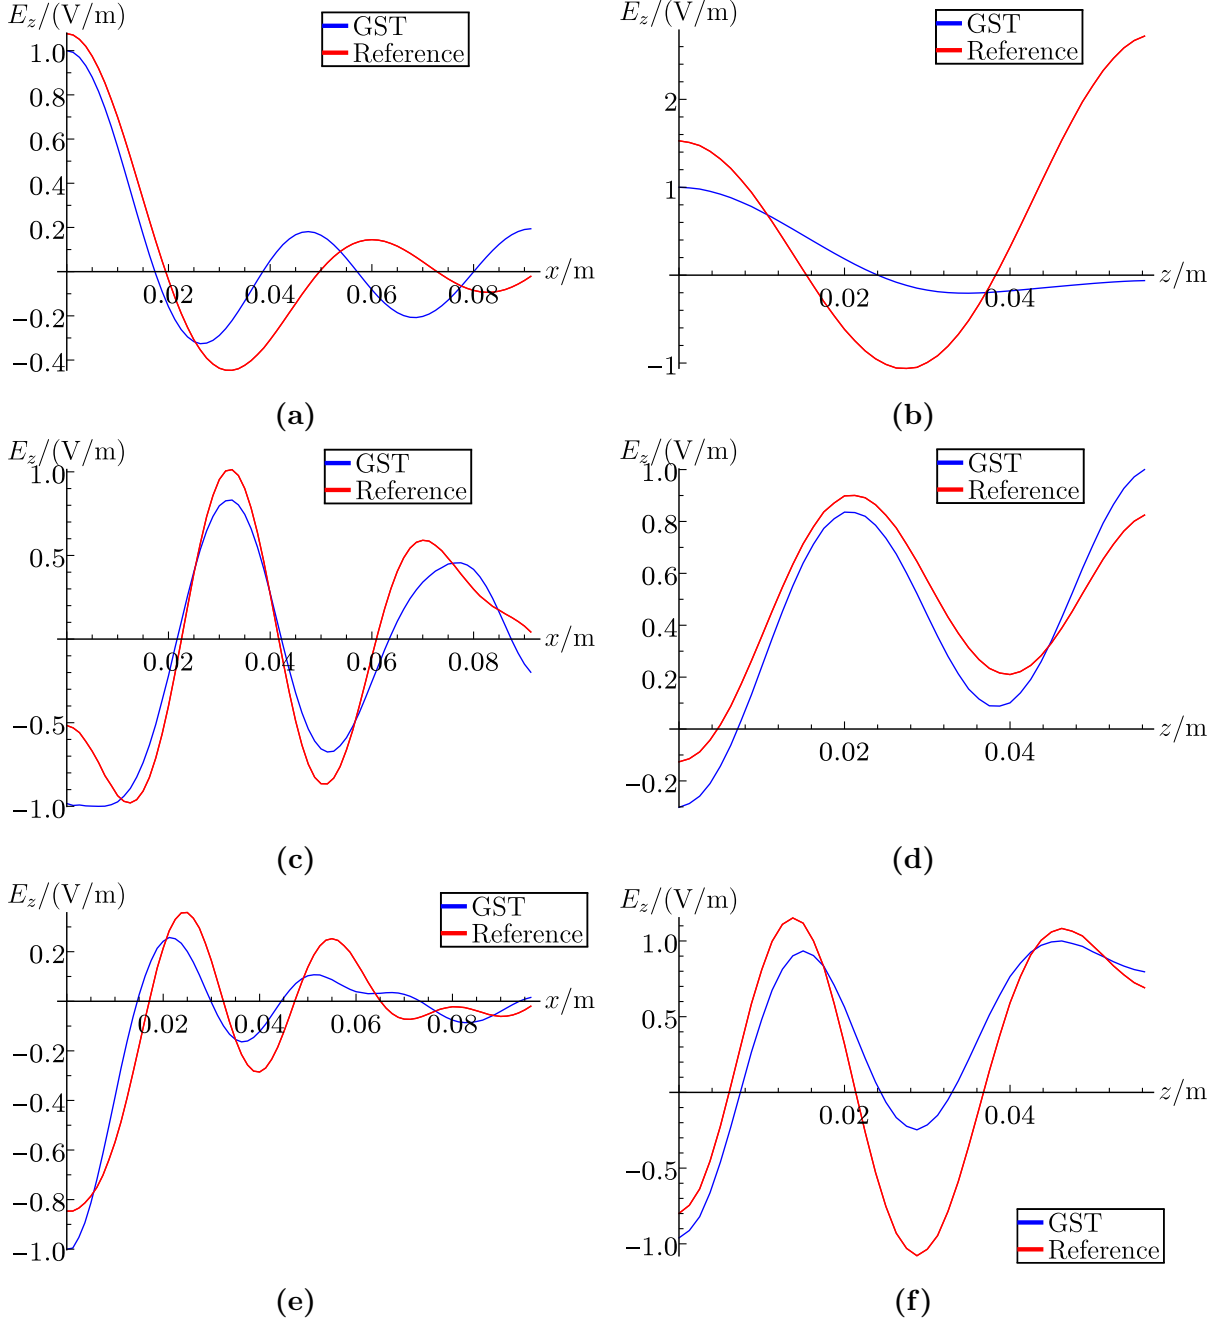 E_z/(V/m)
GST
Reference
1.0
0.8
0.6
0.4
0.2
−0.2
−0.4
0.02
0.04
0.06
0.08
x/m
(a)
E_z/(V/m)
GST
Reference
2
1
−1
0.02
0.04
z/m
(b)
E_z/(V/m)
GST
Reference
1.0
0.5
−0.5
−1.0
0.02
0.04
0.06
0.08
x/m
(c)
E_z/(V/m)
GST
Reference
1.0
0.8
0.6
0.4
0.2
−0.2
0.02
0.04
z/m
(d)
E_z/(V/m)
GST
Reference
0.2
−0.2
−0.4
−0.6
−0.8
−1.0
0.02
0.04
0.06
0.08
x/m
(e)
E_z/(V/m)
1.0
0.5
−0.5
−1.0
0.02
0.04
z/m
GST
Reference
(f)